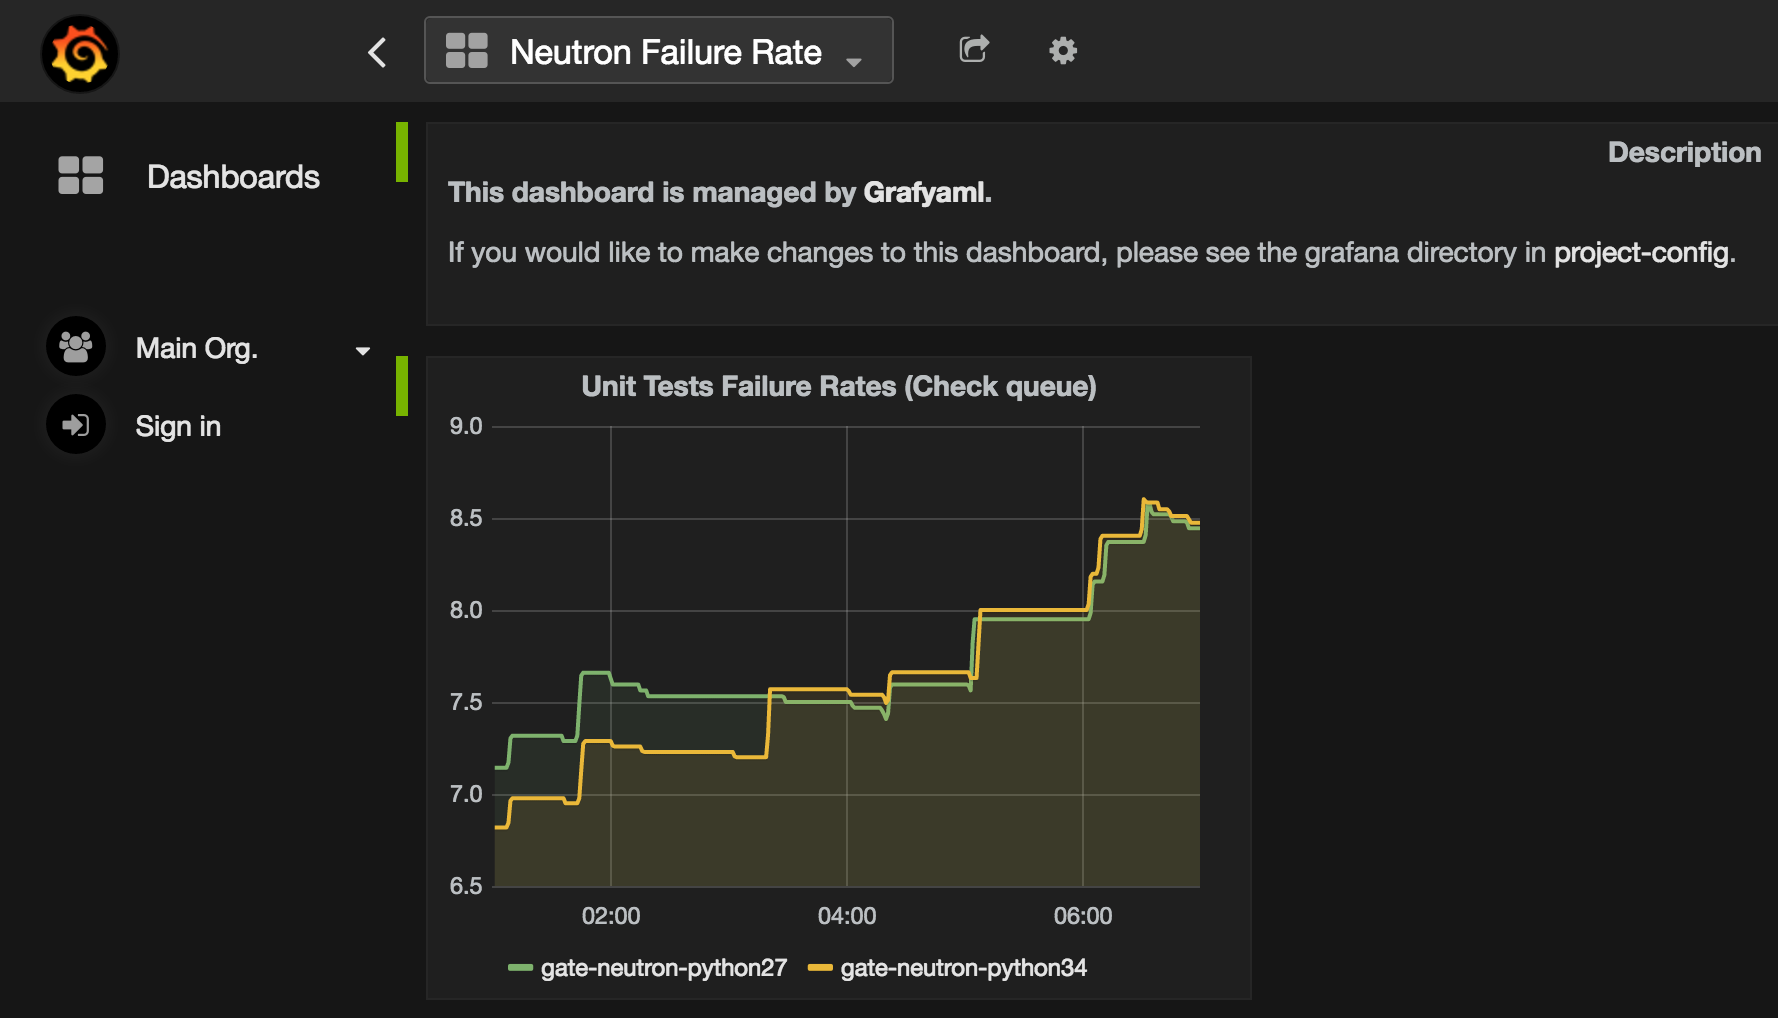 Neutron Failure Rate
Dashboards
Main Org.
Sign in
Description
This dashboard is managed by Grafyaml.
If you would like to make changes to this dashboard, please see the grafana directory in project-config.
Unit Tests Failure Rates (Check queue)
9.0
8.5
8.0
7.5
7.0
6.5
02:00 04:00 06:00
gate-neutron-python27 gate-neutron-python34